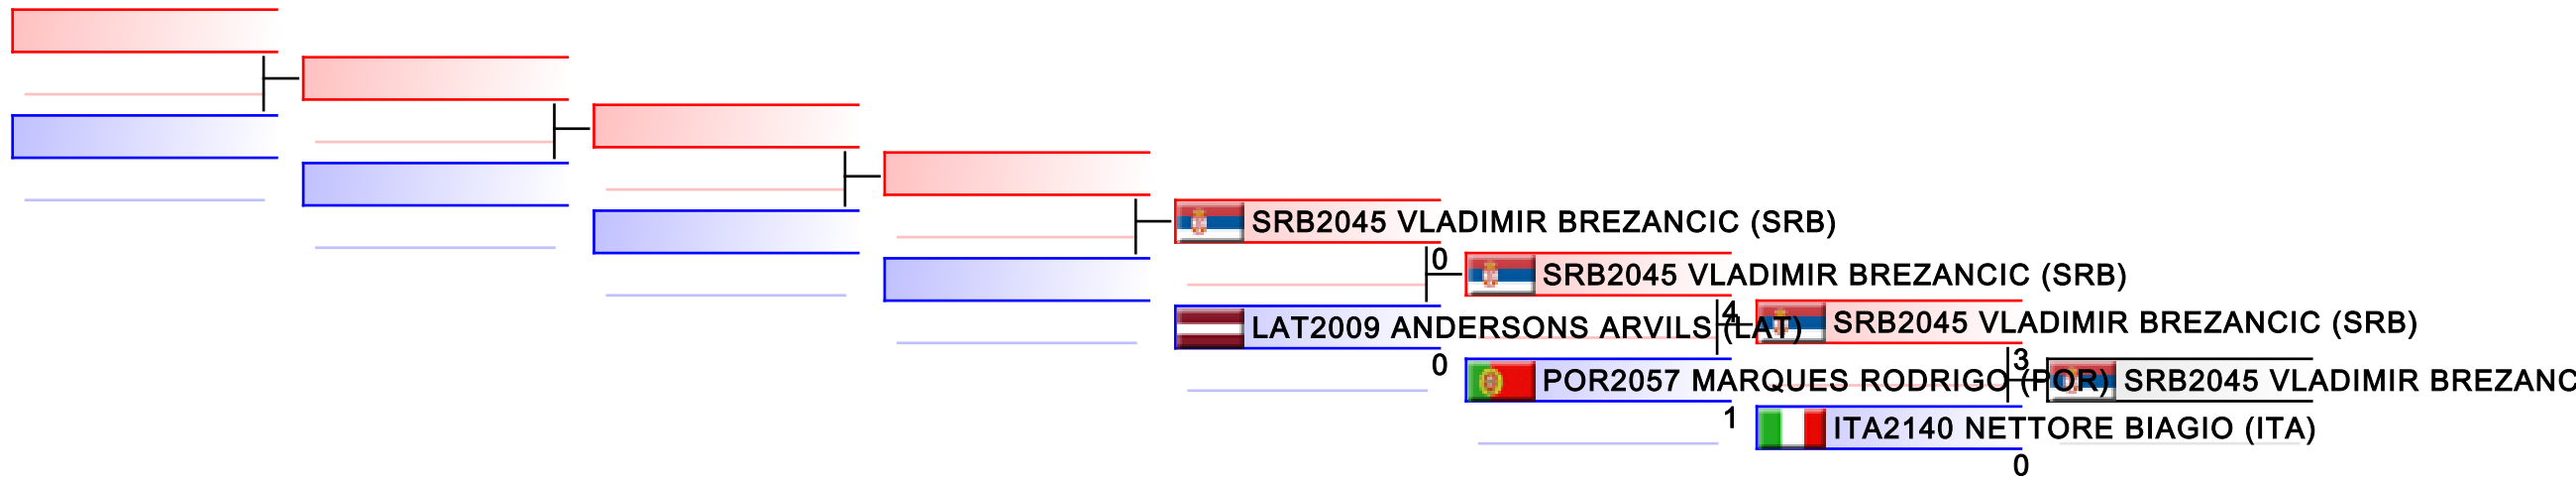 SRB2045 VLADIMIR BREZANCIC (SRB)
0
SRB2045 VLADIMIR BREZANCIC (SRB)
LAT2009 ANDERSONS ARVILS (LAT)
4
SRB2045 VLADIMIR BREZANCIC (SRB)
0
POR2057 MARQUES RODRIGO (POR)
3
SRB2045 VLADIMIR BREZANC
1
ITA2140 NETTORE BIAGIO (ITA)
0